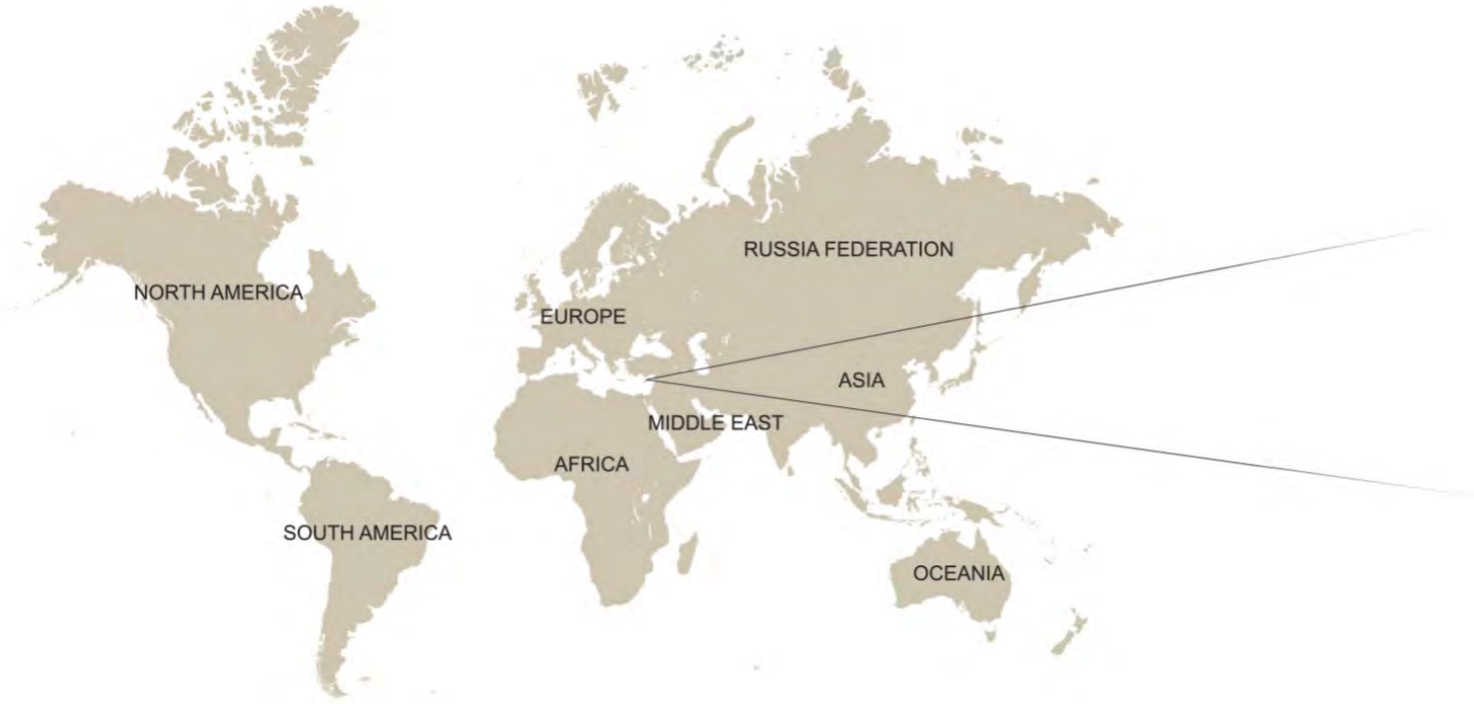 RUSSIA FEDERATION
NORTH AMERICA
EUROPE
ASIA
MIDDLE EAST
AFRICA
SOUTH AMERICA
OCEANIA